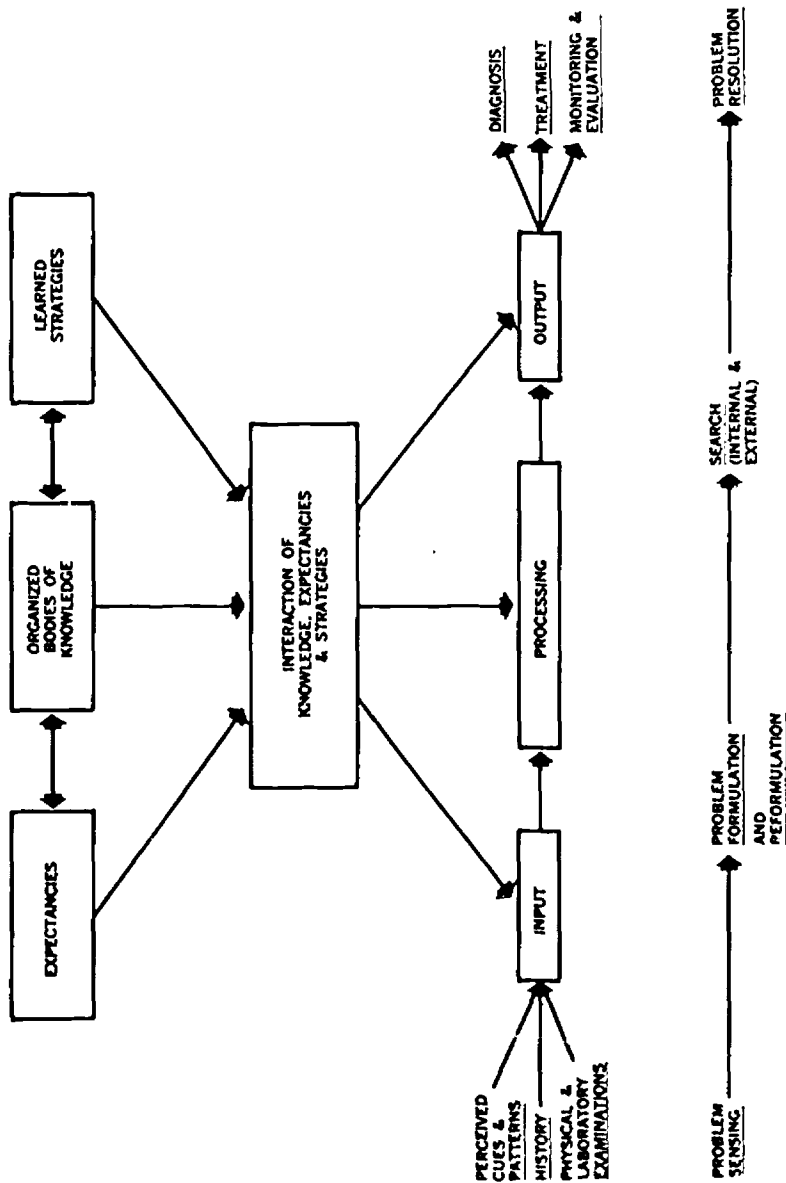 EXPECTANCIES
ORGANIZED
BODIES OF
KNOWLEDGE
LEARNED
STRATEGIES
INTERACTION OF
KNOWLEDGE, EXPECTANCIES
& STRATEGIES
PERCEIVED
CUES &
PATTERNS
HISTORY
PHYSICAL &
LABORATORY
EXAMINATIONS
INPUT
PROCESSING
OUTPUT
DIAGNOSIS
TREATMENT
MONITORING &
EVALUATION
PROBLEM
SENSING
PROBLEM
FORMULATION
AND
REFORMULATION
SEARCH
(INTERNAL &
EXTERNAL)
PROBLEM
RESOLUTION